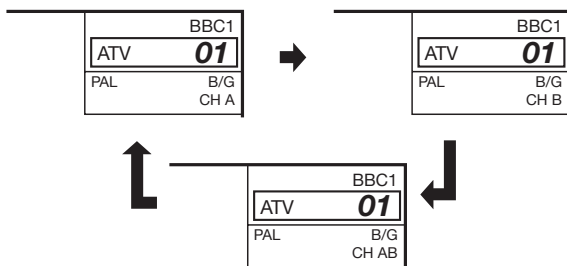 BBC1
ATV 01
PAL B/G
CH A
BBC1
ATV 01
PAL B/G
CH B
BBC1
ATV 01
PAL B/G
CH AB